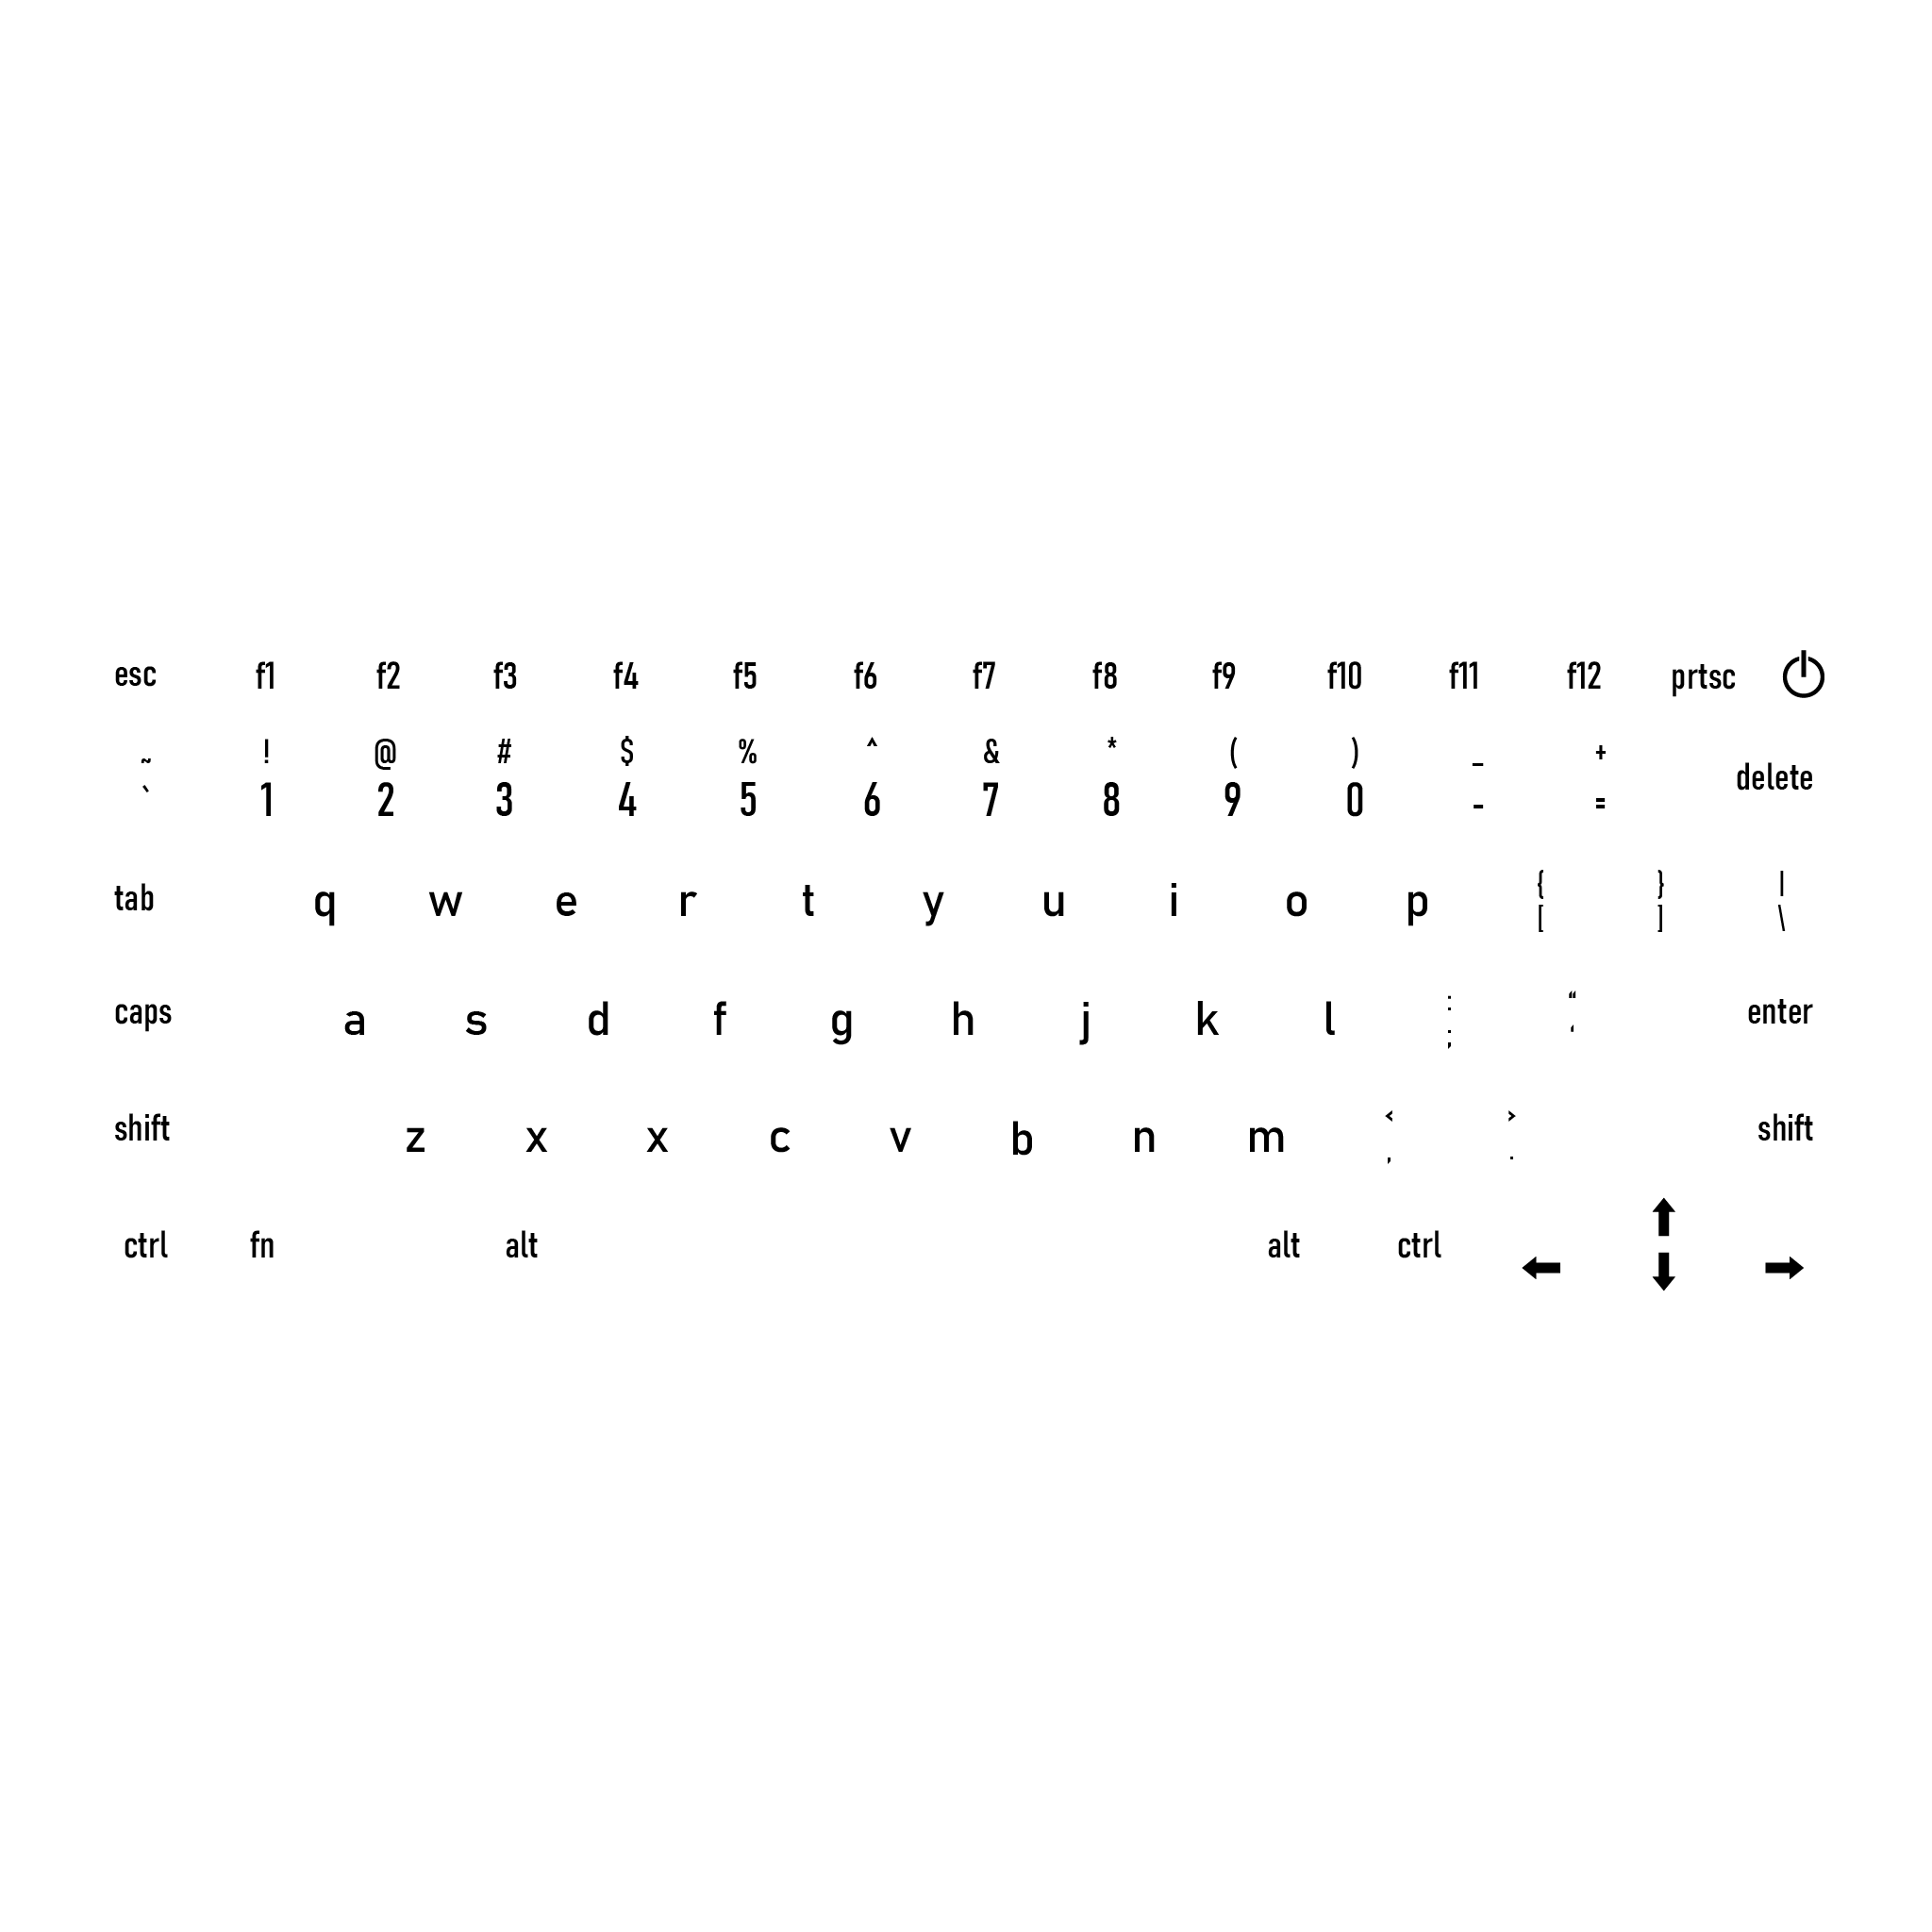 esc f1 f2 f3 f4 f5 f6 f7 f8 f9 f10 f11 f12 prtsc
~ ! @ # $ % ^ & * ( ) _ +
` 1 2 3 4 5 6 7 8 9 0 - = delete
tab q w e r t y u i o p { } |
[ ] \
caps a s d f g h j k l : “ enter
; ‘
shift z x x c v b n m < > shift
, .
ctrl fn alt alt ctrl